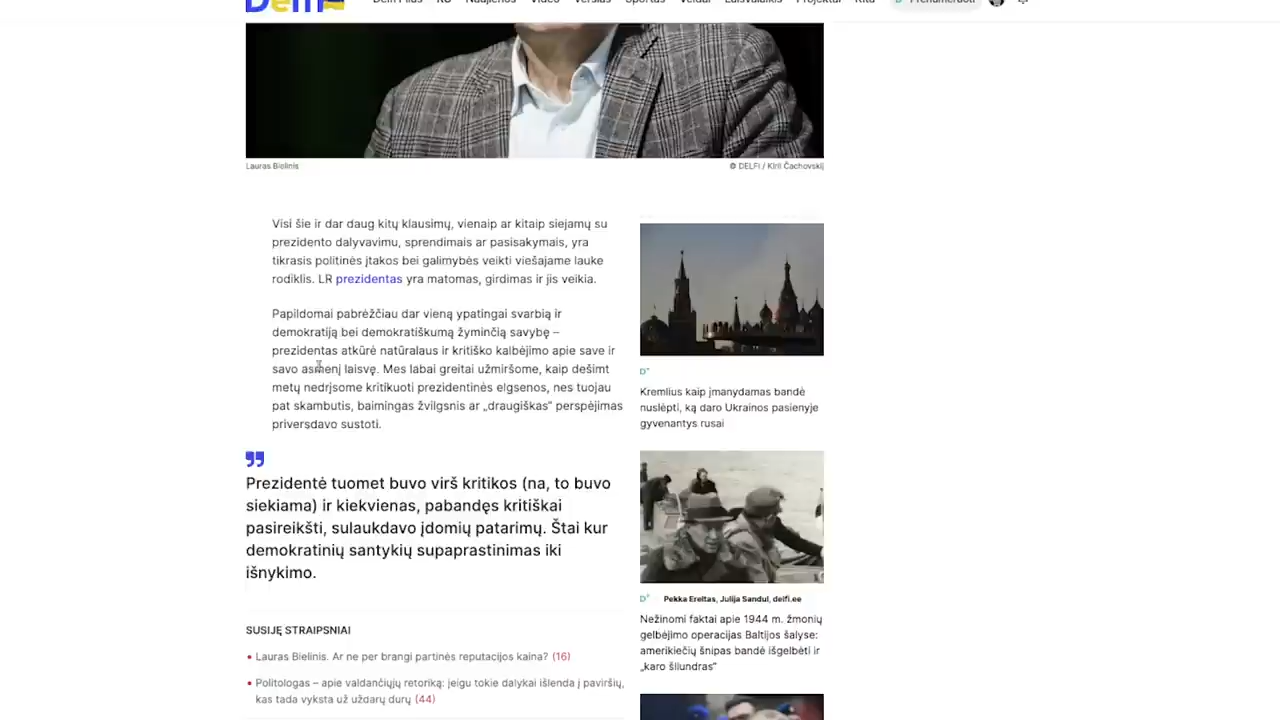 Delfi
Delfi Plius
Naujienos
Video
Verslas
Sportas
Veidai
Laisvalaikis
Projektai
Kita
Prenumeruoti
Lauras Bielinis
© DELFI / Kiril Čachovskij
Visi šie ir dar daug kitų klausimų, vienaip ar kitaip siejamų su
prezidento dalyvavimu, sprendimais ar pasisakymais, yra
tikrasis politinės įtakos bei galimybės veikti viešajame lauke
rodiklis. LR prezidentas yra matomas, girdimas ir jis veikia.
Papildomai pabrėžčiau dar vieną ypatingai svarbią ir
demokratiją bei demokratiškumą žyminčią savybę –
prezidentas atkūrė natūralaus ir kritiško kalbėjimo apie save ir
savo asmenį laisvę. Mes labai greitai užmiršome, kaip dešimt
metų nedrįsome kritikuoti prezidentinės elgsenos, nes tuojau
pat skambutis, baimingas žvilgsnis ar „draugiškas“ perspėjimas
priversdavo sustoti.
Prezidentė tuomet buvo virš kritikos (na, to buvo
siekiama) ir kiekvienas, pabandęs kritiškai
pasireikšti, sulaukdavo įdomių patarimų. Štai kur
demokratinių santykių supaprastinimas iki
išnykimo.
SUSIJĘ STRAIPSNIAI
• Lauras Bielinis. Ar ne per brangi partinės reputacijos kaina? (16)
• Politologas – apie valdančiųjų retoriką: jeigu tokie dalykai išlenda į paviršių,
kas tada vyksta už uždarų durų (44)
D+
Kremlius kaip įmanydamas bandė
nuslėpti, ką daro Ukrainos pasienyje
gyvenantys rusai
D+ Pekka Ereltas, Julija Sandul, delfi.ee
Nežinomi faktai apie 1944 m. žmonių
gelbėjimo operacijas Baltijos šalyse:
amerikiečių šnipas bandė išgelbėti ir
„karo šliundras“